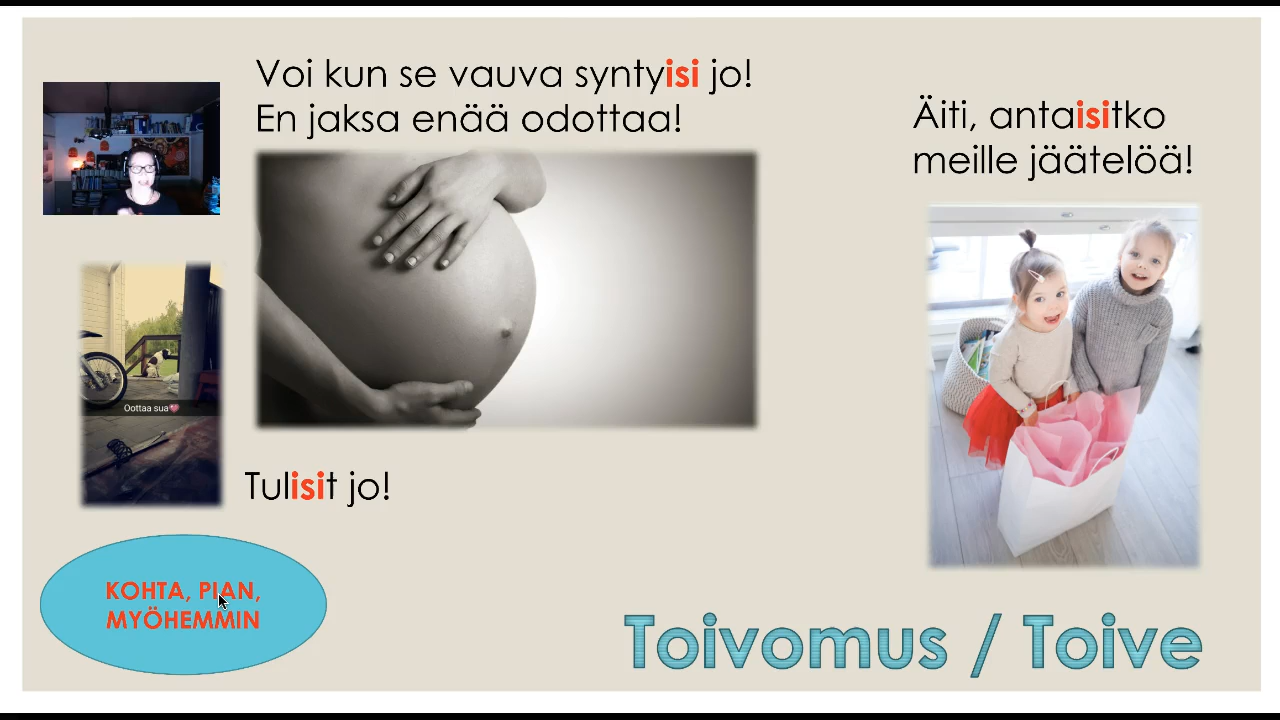 Voi kun se vauva syntyisi jo!
En jaksa enää odottaa!
Äiti, antaisitko
meille jäätelöä!
Oottaa sua
Tulisit jo!
KOHTA, PIAN,
MYÖHEMMIN
Toivomus / Toive